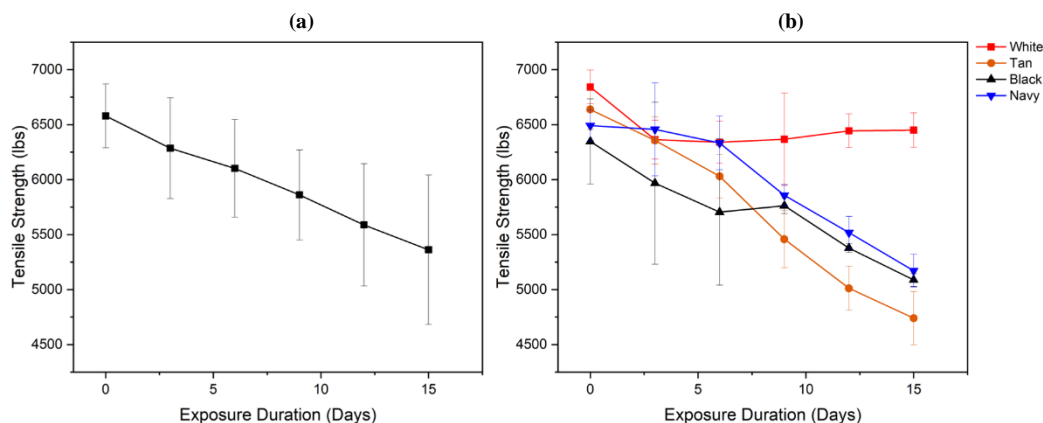 (a)
(b)
7000
6500
6000
5500
5000
4500
0
5
10
15
Tensile Strength (lbs)
Exposure Duration (Days)
7000
6500
6000
5500
5000
4500
0
5
10
15
Tensile Strength (lbs)
Exposure Duration (Days)
White
Tan
Black
Navy